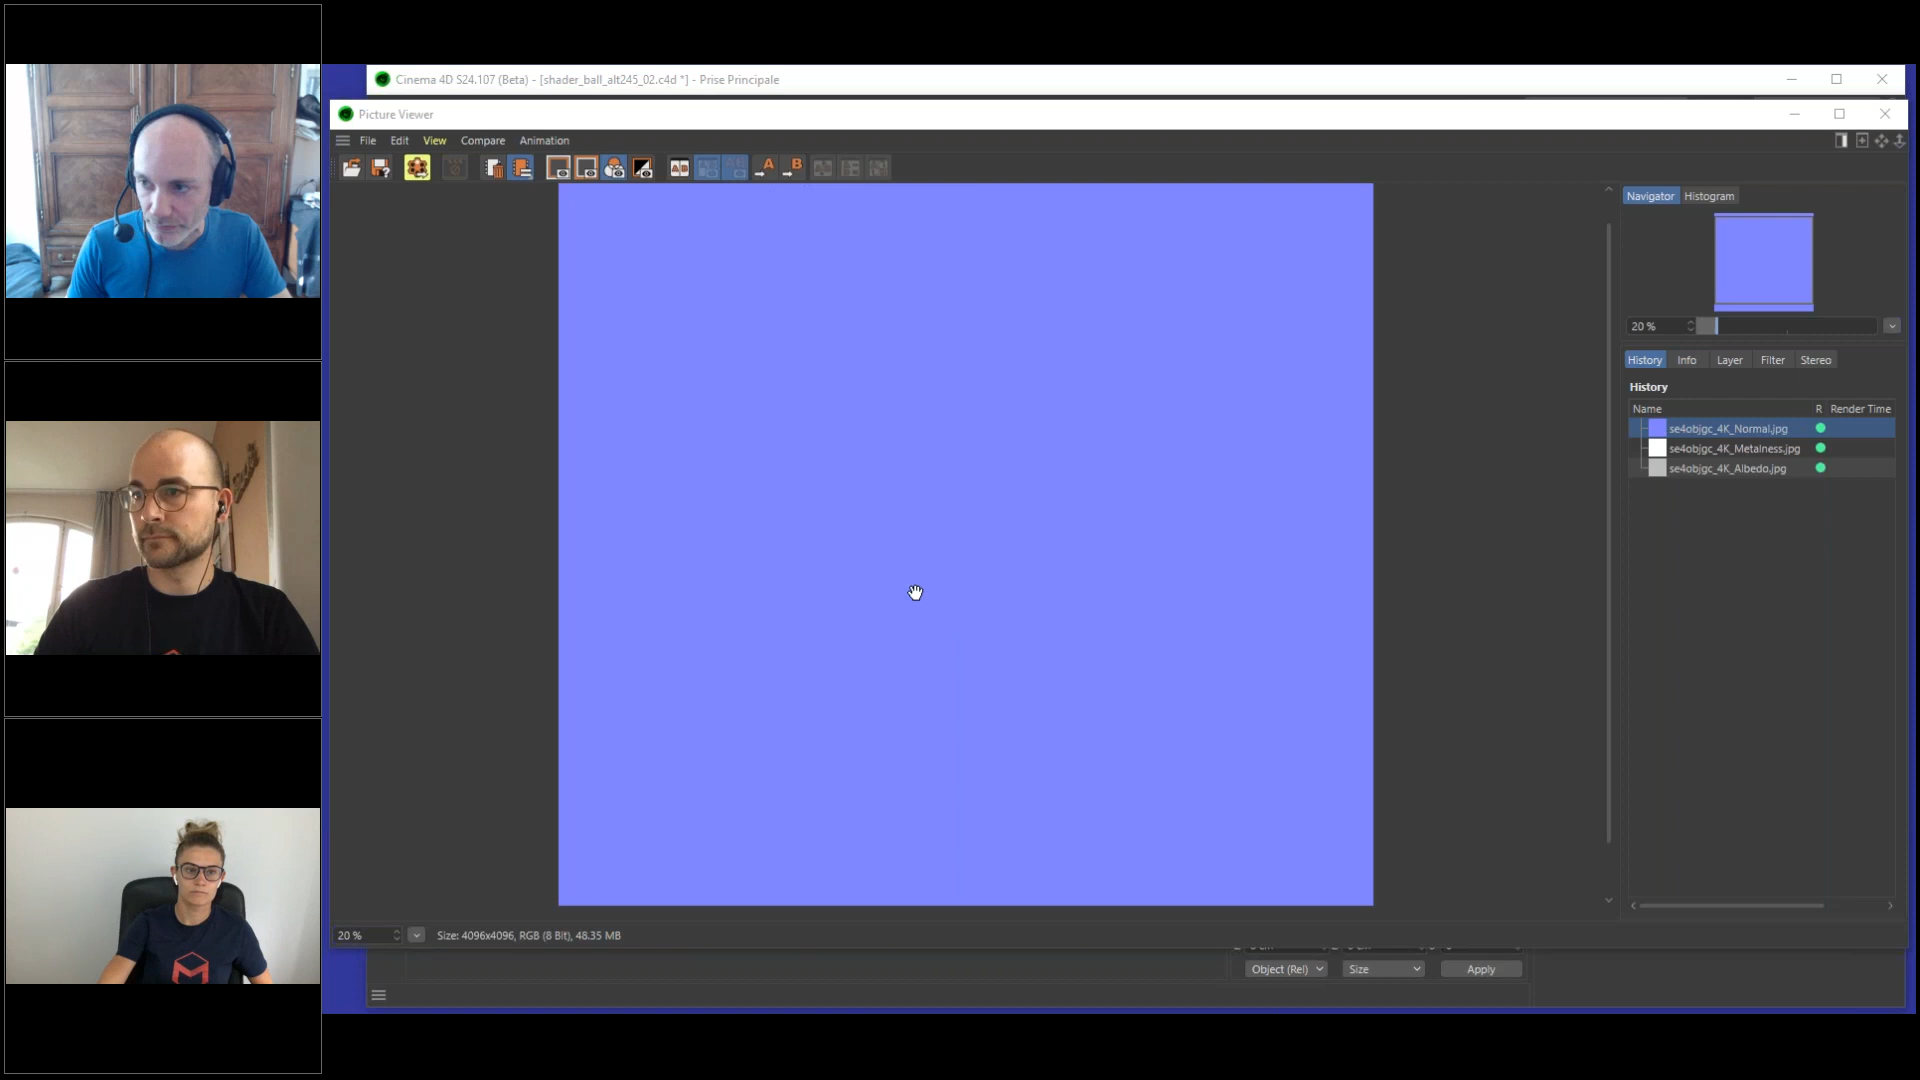 Cinema 4D S24.107 (Beta) - [shader_ball_alt245_02.c4d *] - Prise Principale
Picture Viewer
File Edit View Compare Animation
AB A B
Navigator Histogram
20 %
History Info Layer Filter Stereo
History
Name R Render Time
se4objgc_4K_Normal.jpg
se4objgc_4K_Metalness.jpg
se4objgc_4K_Albedo.jpg
20 % Size: 4096x4096, RGB (8 Bit), 48.35 MB
Object (Rel) Size Apply